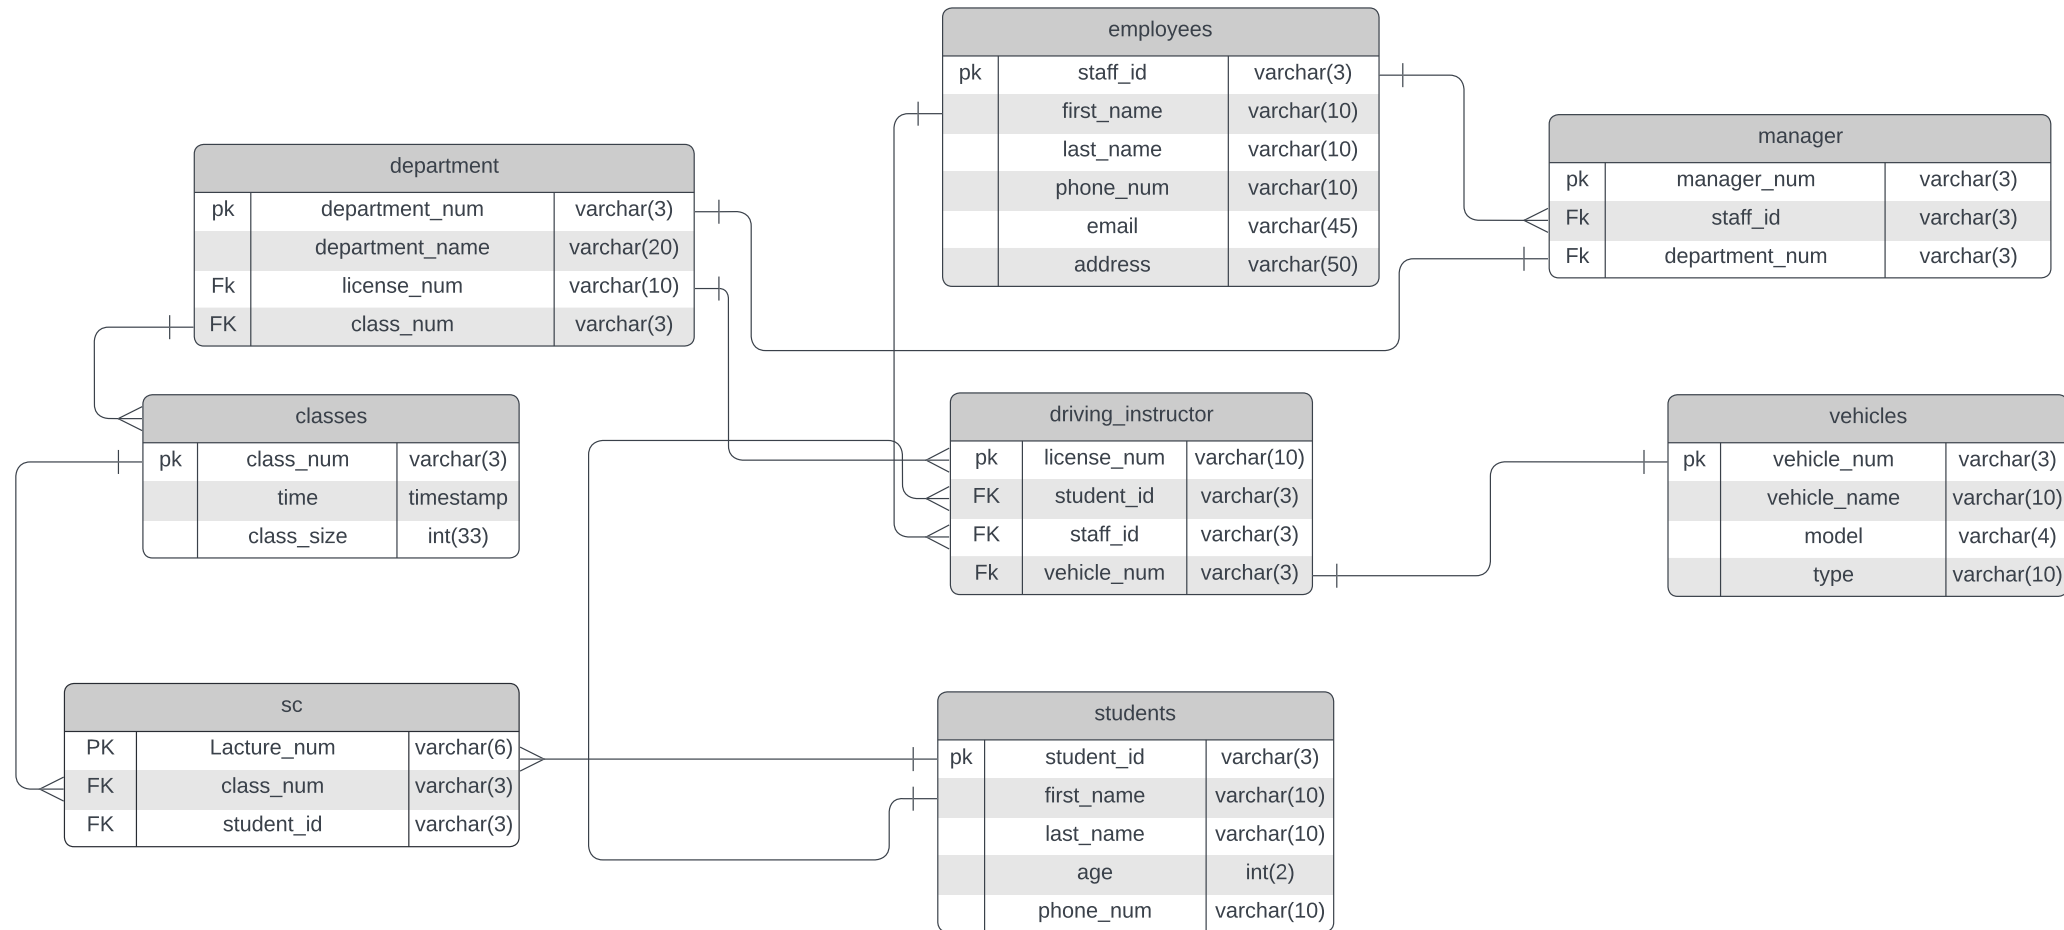 employees
pk staff_id varchar(3)
first_name varchar(10)
last_name varchar(10)
phone_num varchar(10)
email varchar(45)
address varchar(50)
manager
pk manager_num varchar(3)
Fk staff_id varchar(3)
Fk department_num varchar(3)
department
pk department_num varchar(3)
department_name varchar(20)
Fk license_num varchar(10)
FK class_num varchar(3)
classes
pk class_num varchar(3)
time timestamp
class_size int(33)
driving_instructor
pk license_num varchar(10)
FK student_id varchar(3)
FK staff_id varchar(3)
Fk vehicle_num varchar(3)
vehicles
pk vehicle_num varchar(3)
vehicle_name varchar(10)
model varchar(4)
type varchar(10)
sc
PK Lacture_num varchar(6)
FK class_num varchar(3)
FK student_id varchar(3)
students
pk student_id varchar(3)
first_name varchar(10)
last_name varchar(10)
age int(2)
phone_num varchar(10)